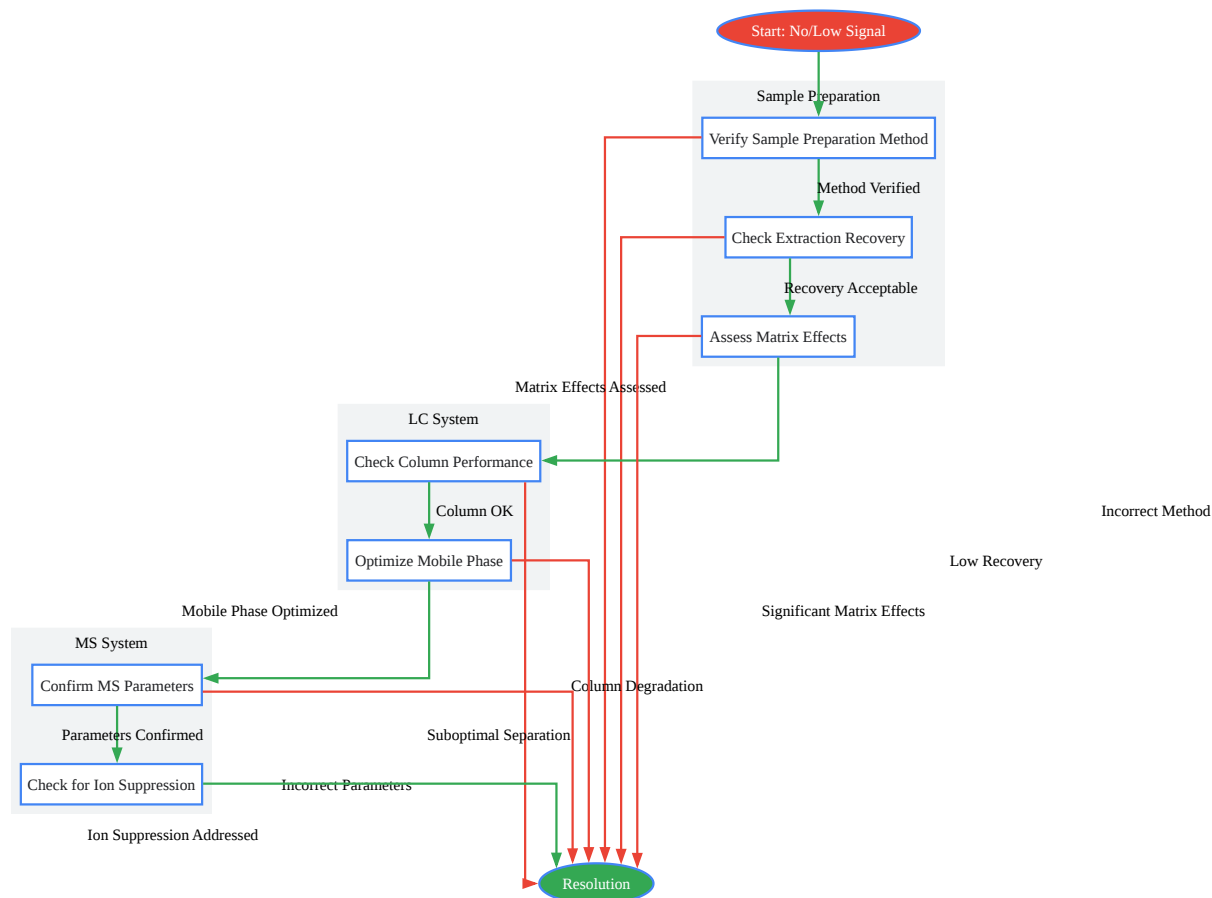 Start: No/Low Signal
Sample Preparation
Verify Sample Preparation Method
Method Verified
Check Extraction Recovery
Recovery Acceptable
Assess Matrix Effects
Matrix Effects Assessed
LC System
Check Column Performance
Column OK
Incorrect Method
Optimize Mobile Phase
Low Recovery
Mobile Phase Optimized
Significant Matrix Effects
MS System
Confirm MS Parameters
Column Degradation
Parameters Confirmed
Suboptimal Separation
Check for Ion Suppression
Incorrect Parameters
Ion Suppression Addressed
Resolution